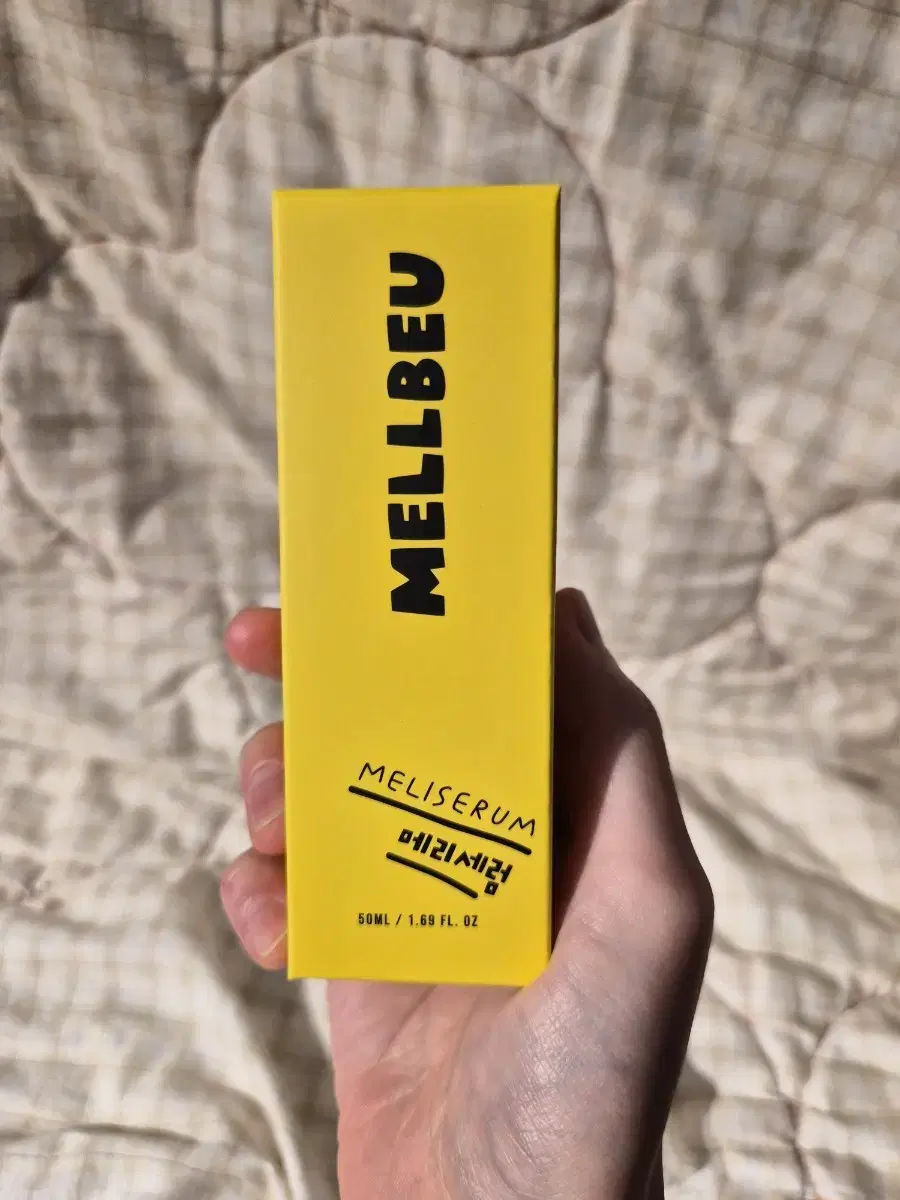 MELLBEU
MELISERUM
메리세럼
50ML / 1.69 FL. OZ